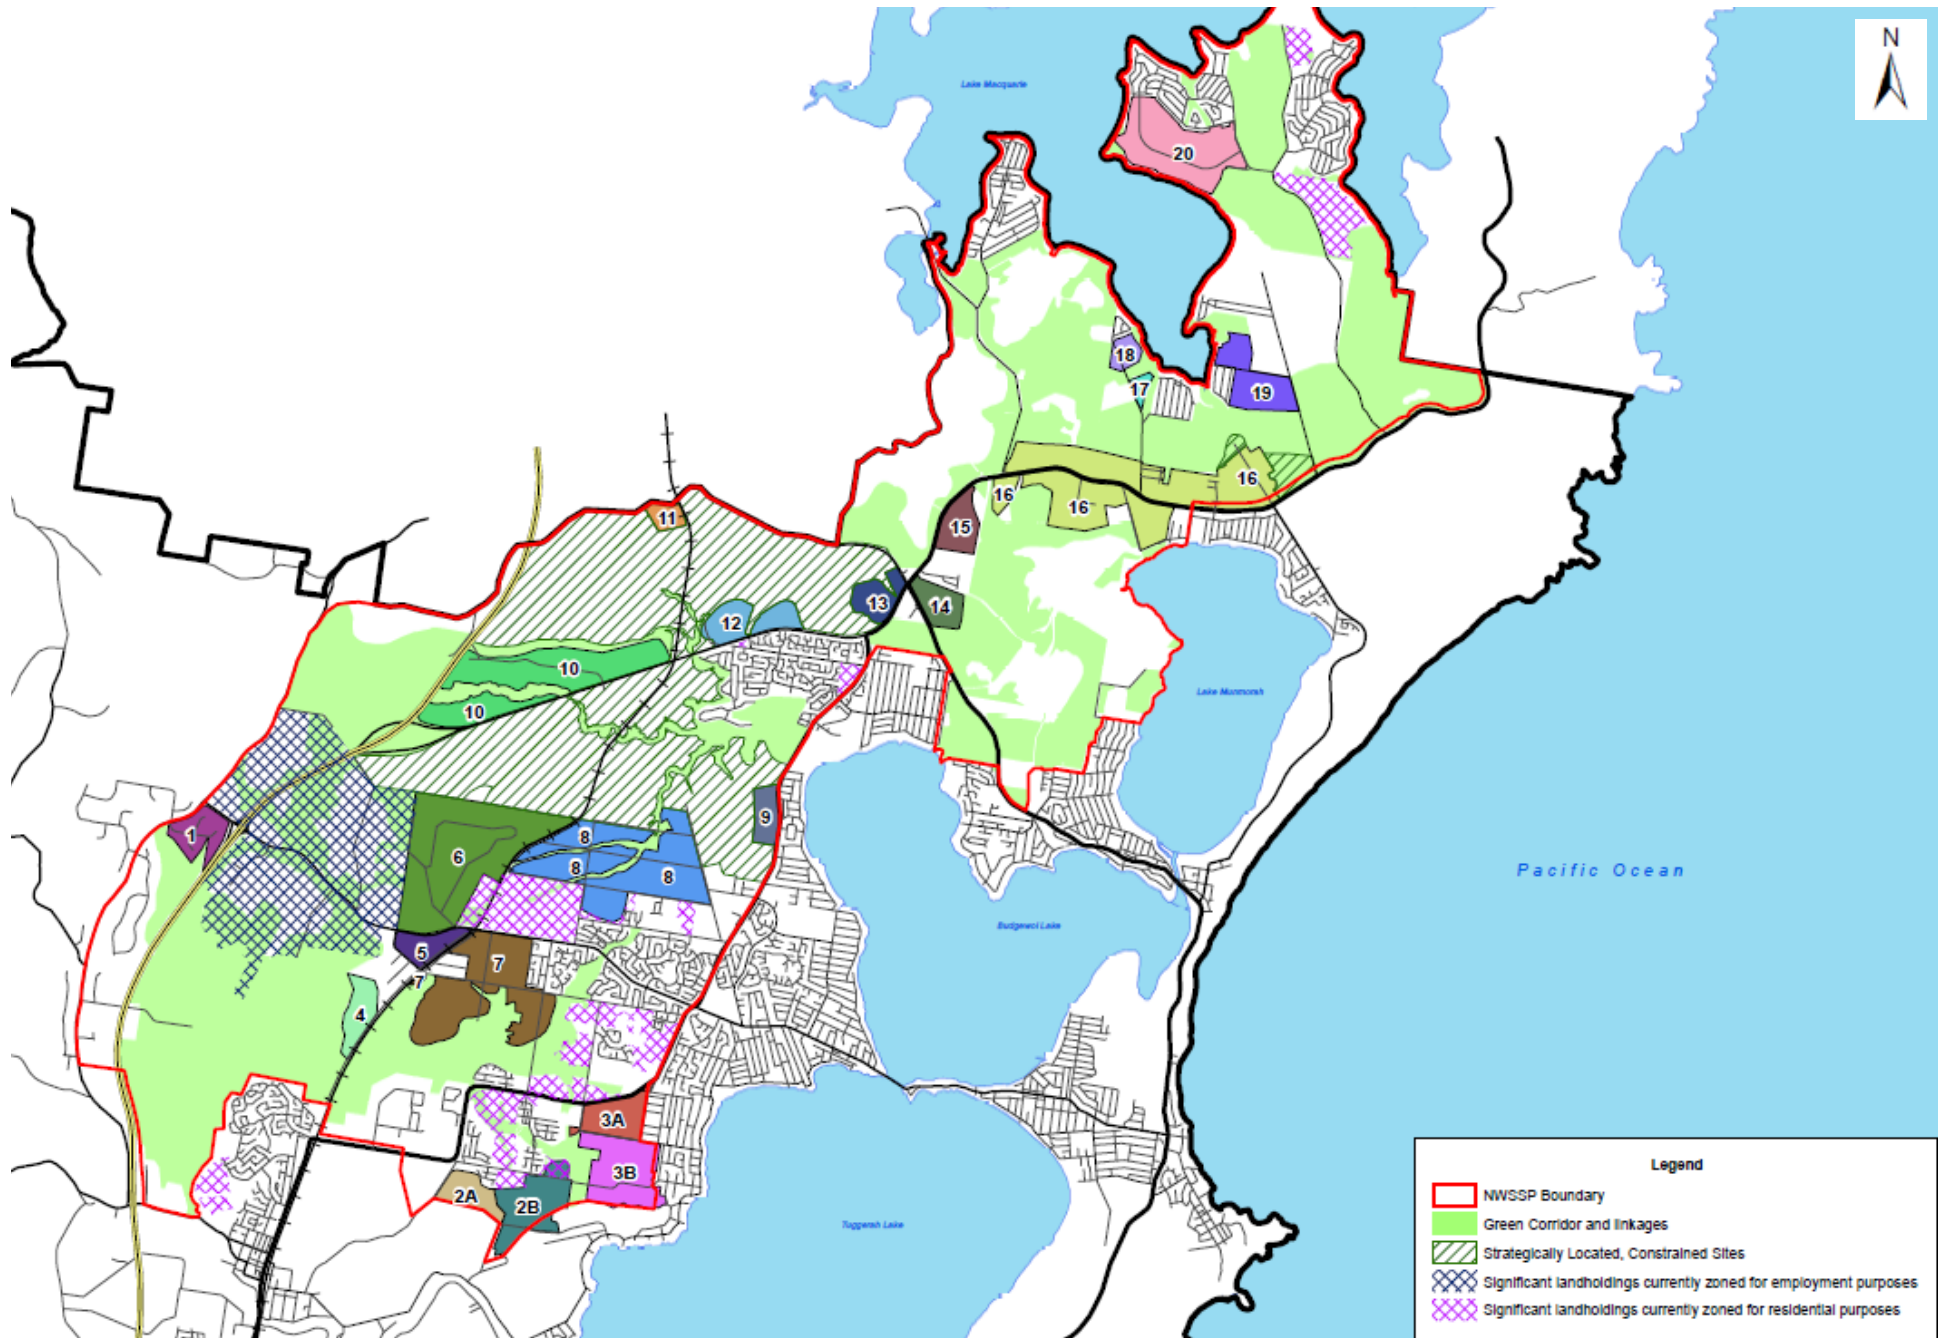 N
Lake Macquarie
20
18
17
19
16
16
16
15
11
13
14
12
10
10
Lake Munmorah
9
1
8
6
8
8
Pacific Ocean
Budgewoi Lake
5
7
7
4
3A
3B
2A
2B
Tuggerah Lake
Legend
NWSSP Boundary
Green Corridor and linkages
Strategically Located, Constrained Sites
Significant landholdings currently zoned for employment purposes
Significant landholdings currently zoned for residential purposes